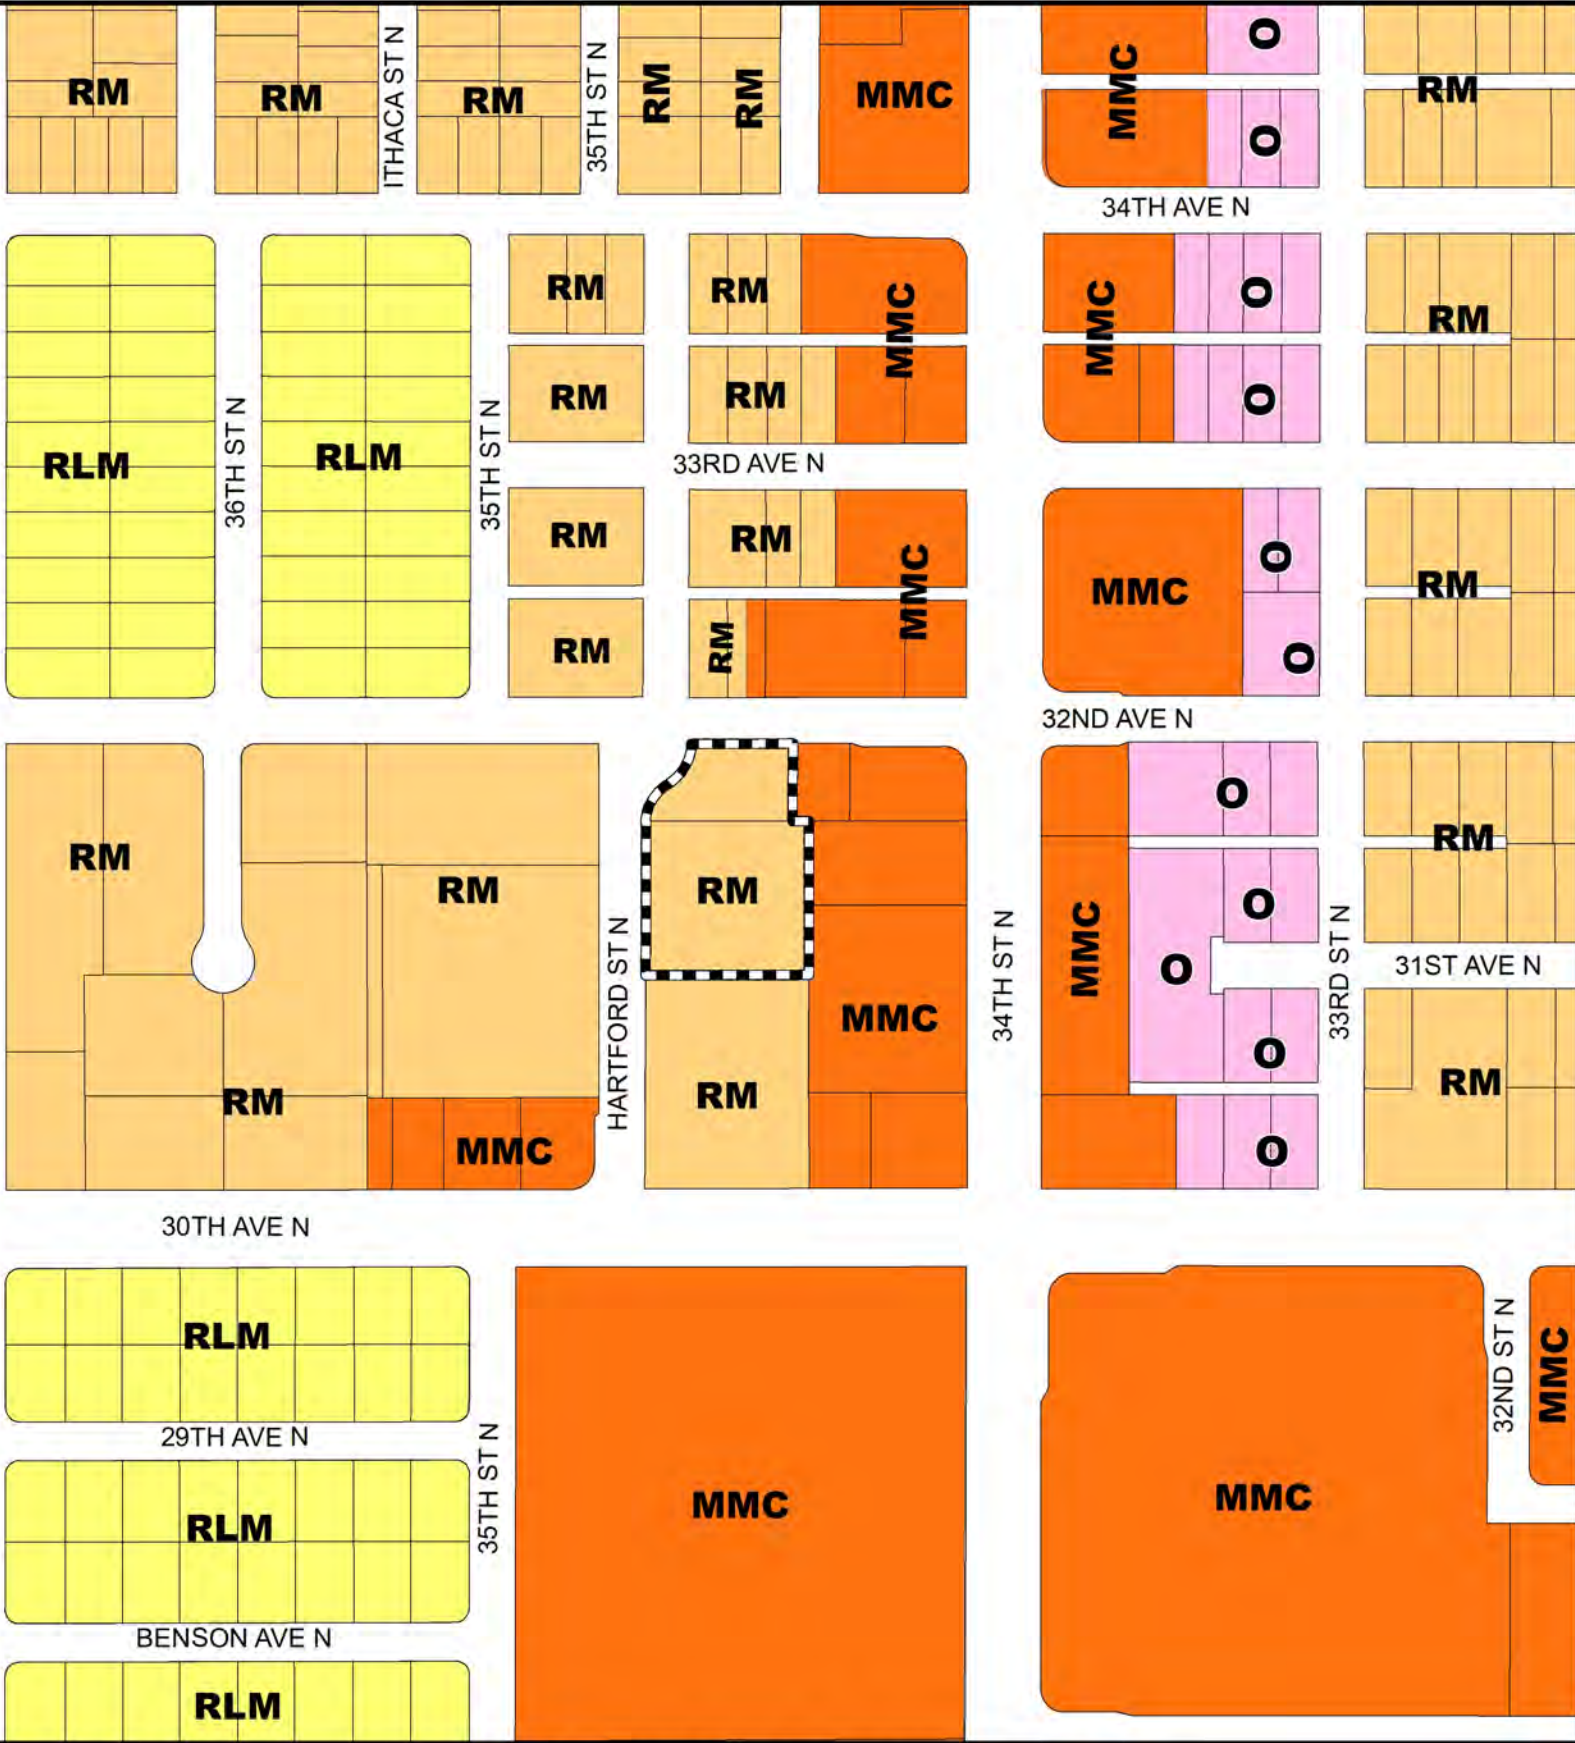 RM
RM
ITHACA ST N
RM
35TH ST N
RM
RM
MMC
MMC
O
O
RM
34TH AVE N
RLM
36TH ST N
RLM
35TH ST N
RM
RM
MMC
MMC
O
RM
RM
RM
O
33RD AVE N
RM
RM
MMC
MMC
O
RM
RM
RM
O
32ND AVE N
RM
RM
HARTFORD ST N
RM
MMC
34TH ST N
MMC
O
O
O
33RD ST N
RM
31ST AVE N
RM
MMC
RM
O
O
RM
30TH AVE N
RLM
29TH AVE N
RLM
35TH ST N
BENSON AVE N
RLM
MMC
MMC
32ND ST N
MMC